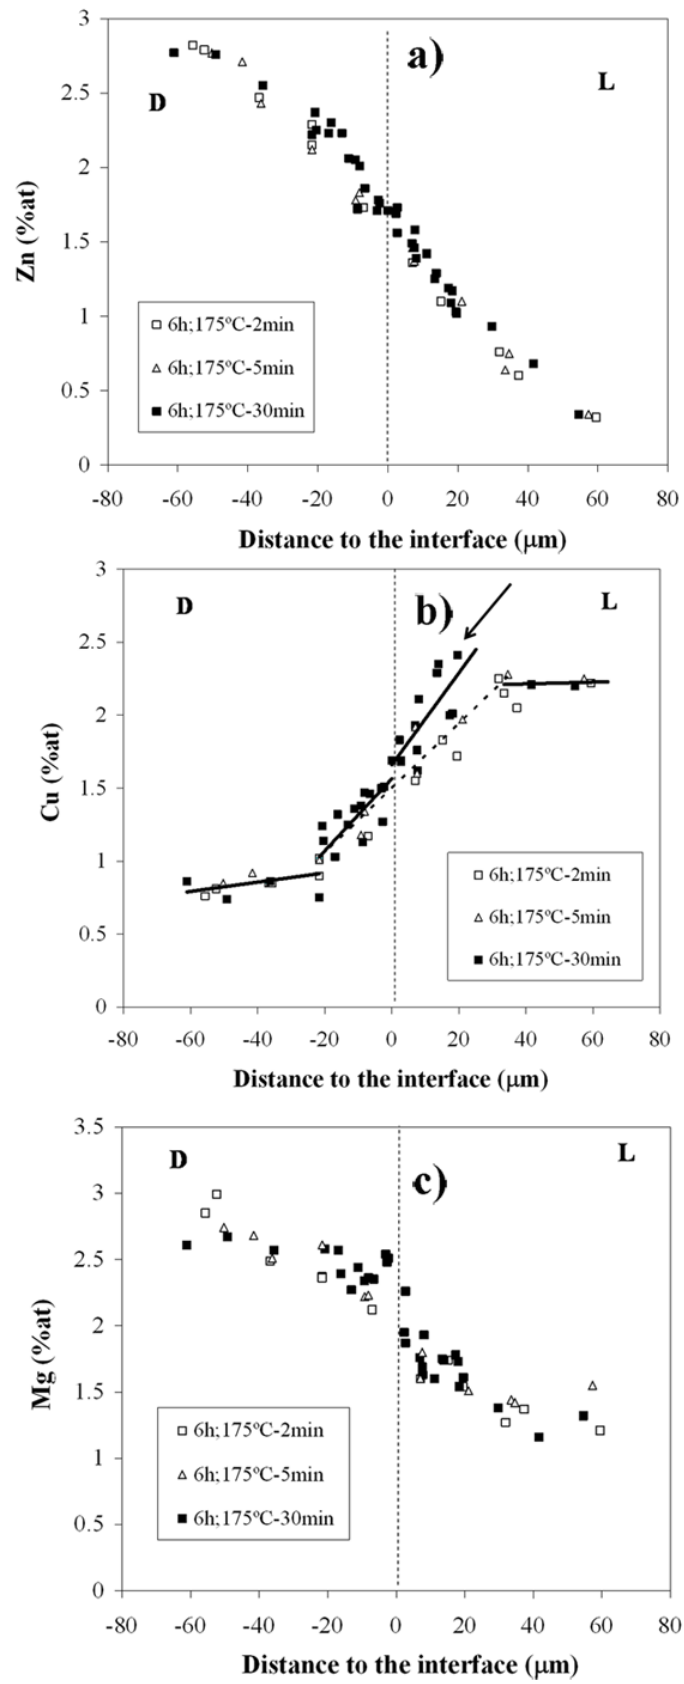 3
a)
L
2.5
D
2
Zn (%at)
1.5
1
6h;175ºC-2min
6h;175ºC-5min
6h;175ºC-30min
0.5
0
-80 -60 -40 -20 0 20 40 60 80
Distance to the interface (μm)
3
D
b)
L
2.5
2
Cu (%at)
1.5
1
6h;175ºC-2min
6h;175ºC-5min
6h;175ºC-30min
0.5
0
-80 -60 -40 -20 0 20 40 60 80
Distance to the interface (μm)
3.5
D
c)
L
3
2.5
2
Mg (%at)
1.5
6h;175ºC-2min
6h;175ºC-5min
6h;175ºC-30min
1
0.5
0
-80 -60 -40 -20 0 20 40 60 80
Distance to the interface (μm)